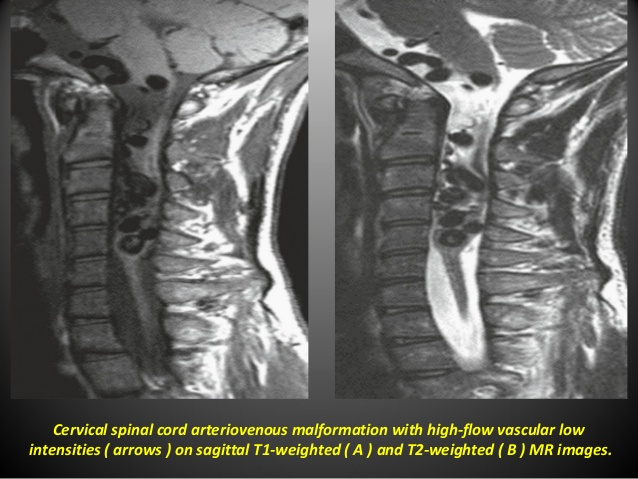 Cervical spinal cord arteriovenous malformation with high-flow vascular low
intensities ( arrows ) on sagittal T1-weighted ( A ) and T2-weighted ( B ) MR images.